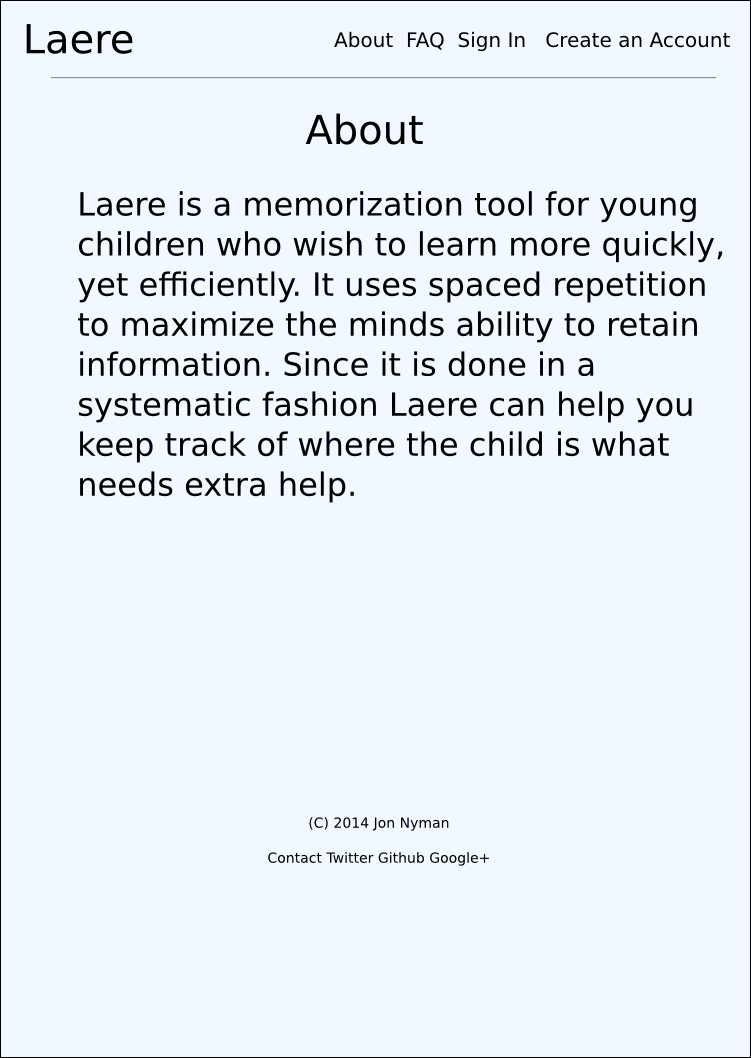 Laere
About FAQ Sign In Create an Account
About
Laere is a memorization tool for young
children who wish to learn more quickly,
yet efficiently. It uses spaced repetition
to maximize the minds ability to retain
information. Since it is done in a
systematic fashion Laere can help you
keep track of where the child is what
needs extra help.
(C) 2014 Jon Nyman
Contact Twitter Github Google+